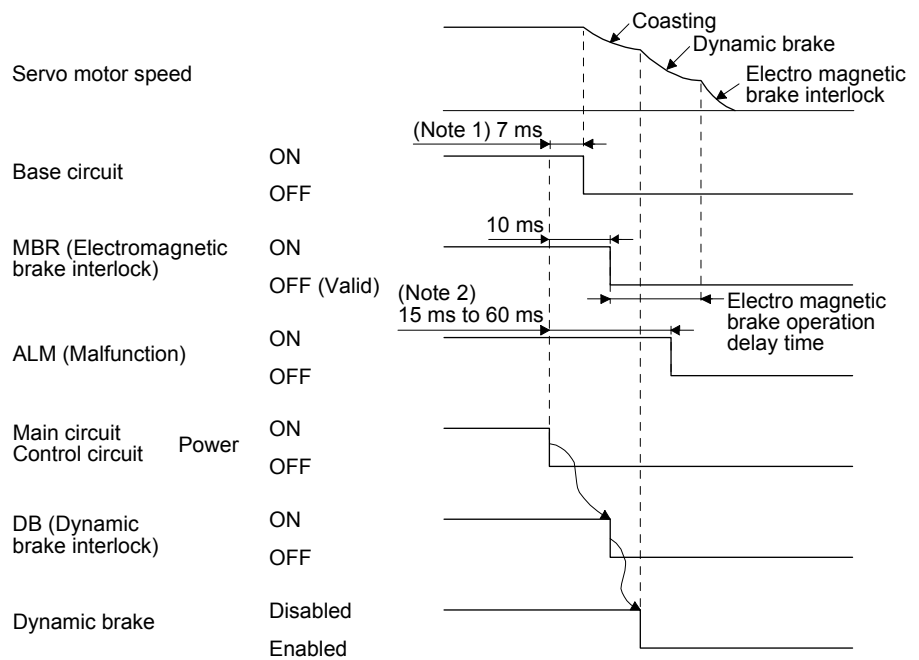 Coasting
Dynamic brake
Servo motor speed
Electro magnetic
brake interlock
(Note 1) 7 ms
Base circuit
ON
OFF
10 ms
MBR (Electromagnetic
brake interlock)
ON
OFF (Valid)
(Note 2)
15 ms to 60 ms
Electro magnetic
brake operation
delay time
ALM (Malfunction)
ON
OFF
Main circuit
Control circuit
Power
ON
OFF
DB (Dynamic
brake interlock)
ON
OFF
Dynamic brake
Disabled
Enabled